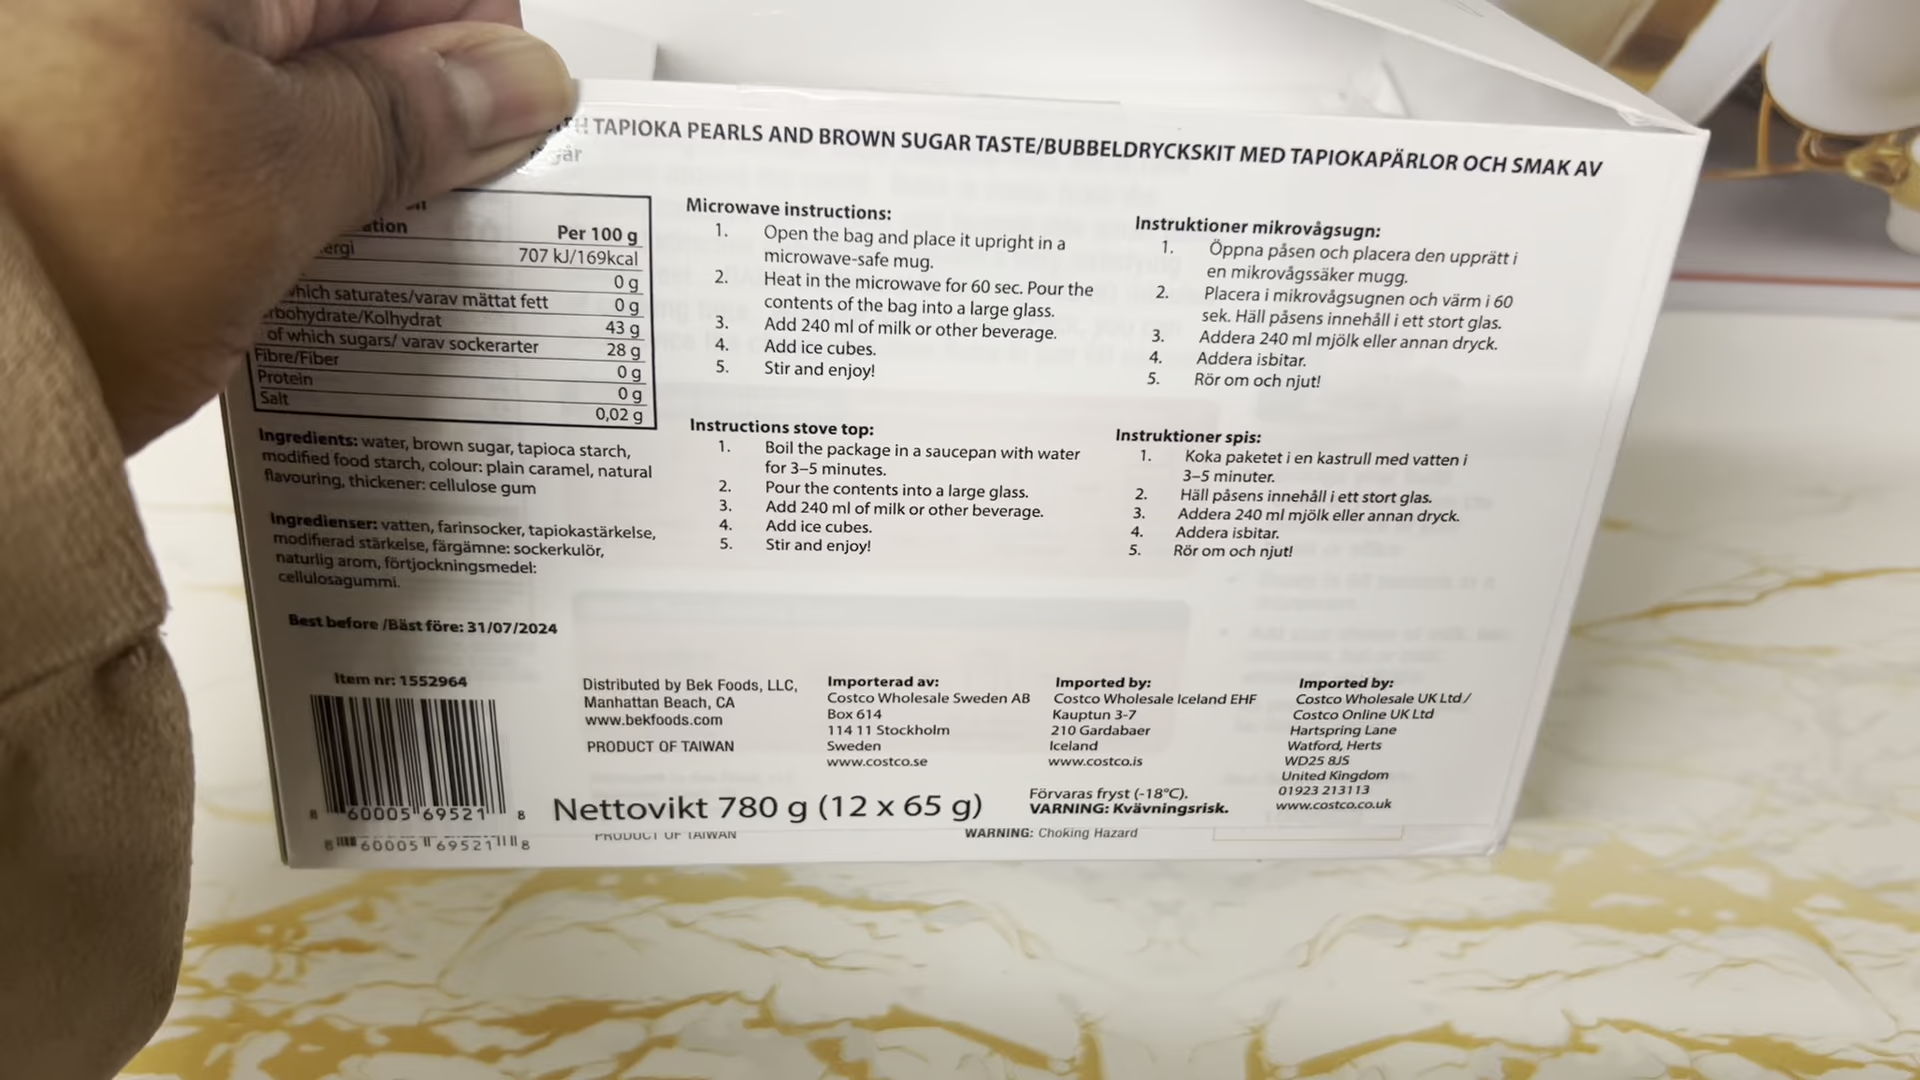 TAPIOKA PEARLS AND BROWN SUGAR TASTE/BUBBELDRYCKSKIT MED TAPIOKAPÄRLOR OCH SMAK AV
Per 100 g
707 kJ/169kcal
0 g
which saturates/varav mättat fett 0 g
Kolhydrat 43 g
of which sugars/ varav sockerarter 28 g
Fibre/Fiber 0 g
Protein 0 g
Salt 0,02 g
Ingredients: water, brown sugar, tapioca starch,
modified food starch, colour: plain caramel, natural
flavouring, thickener: cellulose gum
Ingredienser: vatten, farinsocker, tapiokastärkelse,
modifierad stärkelse, färgämne: sockerkulör,
naturlig arom, förtjockningsmedel:
cellulosagummi.
Best before /Bäst före: 31/07/2024
Microwave instructions:
1. Open the bag and place it upright in a
microwave-safe mug.
2. Heat in the microwave for 60 sec. Pour the
contents of the bag into a large glass.
3. Add 240 ml of milk or other beverage.
4. Add ice cubes.
5. Stir and enjoy!
Instructions stove top:
1. Boil the package in a saucepan with water
for 3–5 minutes.
2. Pour the contents into a large glass.
3. Add 240 ml of milk or other beverage.
4. Add ice cubes.
5. Stir and enjoy!
Instruktioner mikrovågsugn:
1. Öppna påsen och placera den upprätt i
en mikrovågssäker mugg.
2. Placera i mikrovågsugnen och värm i 60
sek. Häll påsens innehåll i ett stort glas.
3. Addera 240 ml mjölk eller annan dryck.
4. Addera isbitar.
5. Rör om och njut!
Instruktioner spis:
1. Koka paketet i en kastrull med vatten i
3–5 minuter.
2. Häll påsens innehåll i ett stort glas.
3. Addera 240 ml mjölk eller annan dryck.
4. Addera isbitar.
5. Rör om och njut!
Item nr: 1552964
8 60005 69521 8
8 60005 69521 8
Distributed by Bek Foods, LLC,
Manhattan Beach, CA
www.bekfoods.com
PRODUCT OF TAIWAN
Importerad av:
Costco Wholesale Sweden AB
Box 614
114 11 Stockholm
Sweden
www.costco.se
Imported by:
Costco Wholesale Iceland EHF
Kauptun 3-7
210 Gardabaer
Iceland
www.costco.is
Imported by:
Costco Wholesale UK Ltd /
Costco Online UK Ltd
Hartspring Lane
Watford, Herts
WD25 8JS
United Kingdom
01923 213113
www.costco.co.uk
Nettovikt 780 g (12 x 65 g)
Förvaras fryst (-18°C).
VARNING: Kvävningsrisk.
PRODUCT OF TAIWAN
WARNING: Choking Hazard